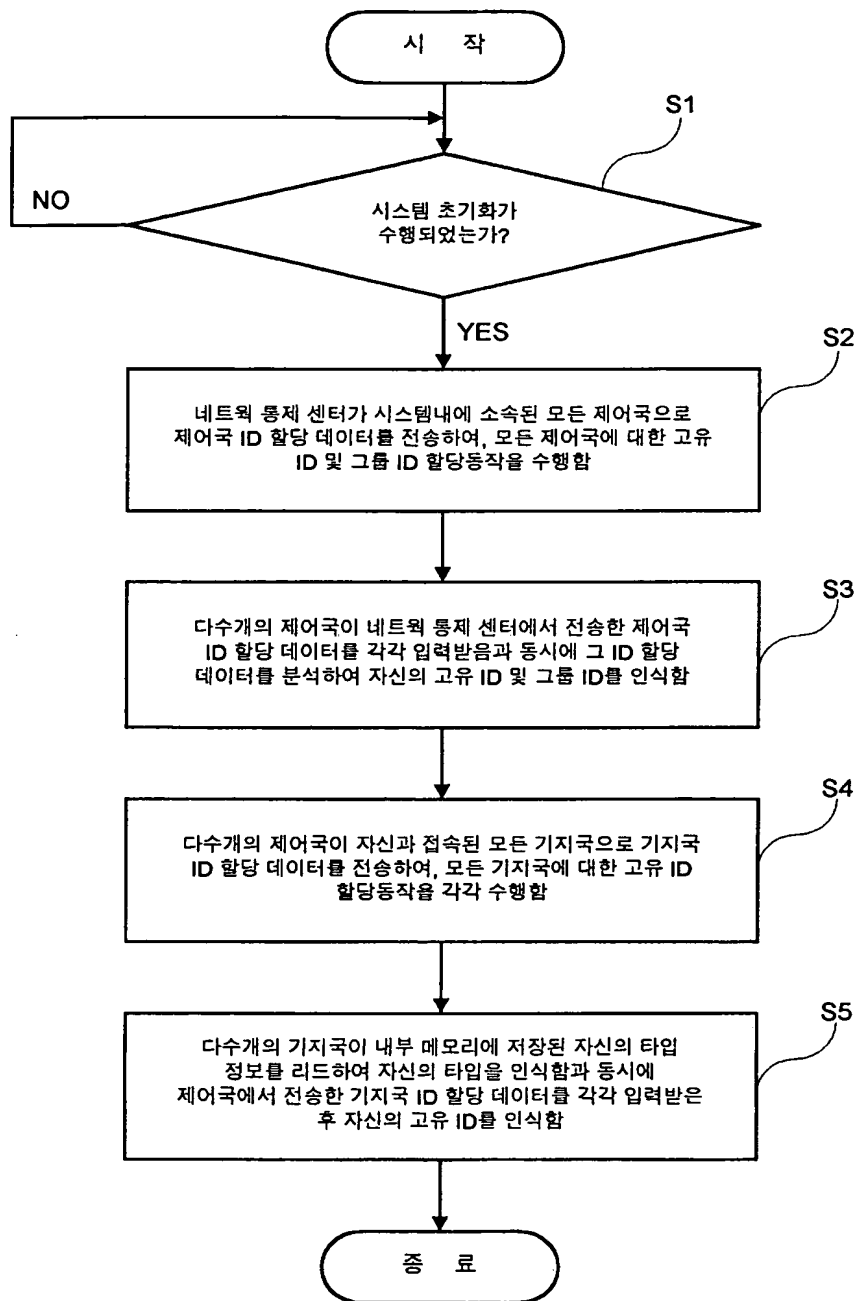 시 작
S1
NO
시스템 초기화가
수행되었는가?
YES
S2
네트웍 통제 센터가 시스템내에 소속된 모든 제어국으로
제어국 ID 할당 데이터를 전송하여, 모든 제어국에 대한 고유
ID 및 그룹 ID 할당동작을 수행함
S3
다수개의 제어국이 네트웍 통제 센터에서 전송한 제어국
ID 할당 데이터를 각각 입력받음과 동시에 그 ID 할당
데이터를 분석하여 자신의 고유 ID 및 그룹 ID를 인식함
S4
다수개의 제어국이 자신과 접속된 모든 기지국으로 기지국
ID 할당 데이터를 전송하여, 모든 기지국에 대한 고유 ID
할당동작을 각각 수행함
S5
다수개의 기지국이 내부 메모리에 저장된 자신의 타입
정보를 리드하여 자신의 타입을 인식함과 동시에
제어국에서 전송한 기지국 ID 할당 데이터를 각각 입력받은
후 자신의 고유 ID를 인식함
종 료